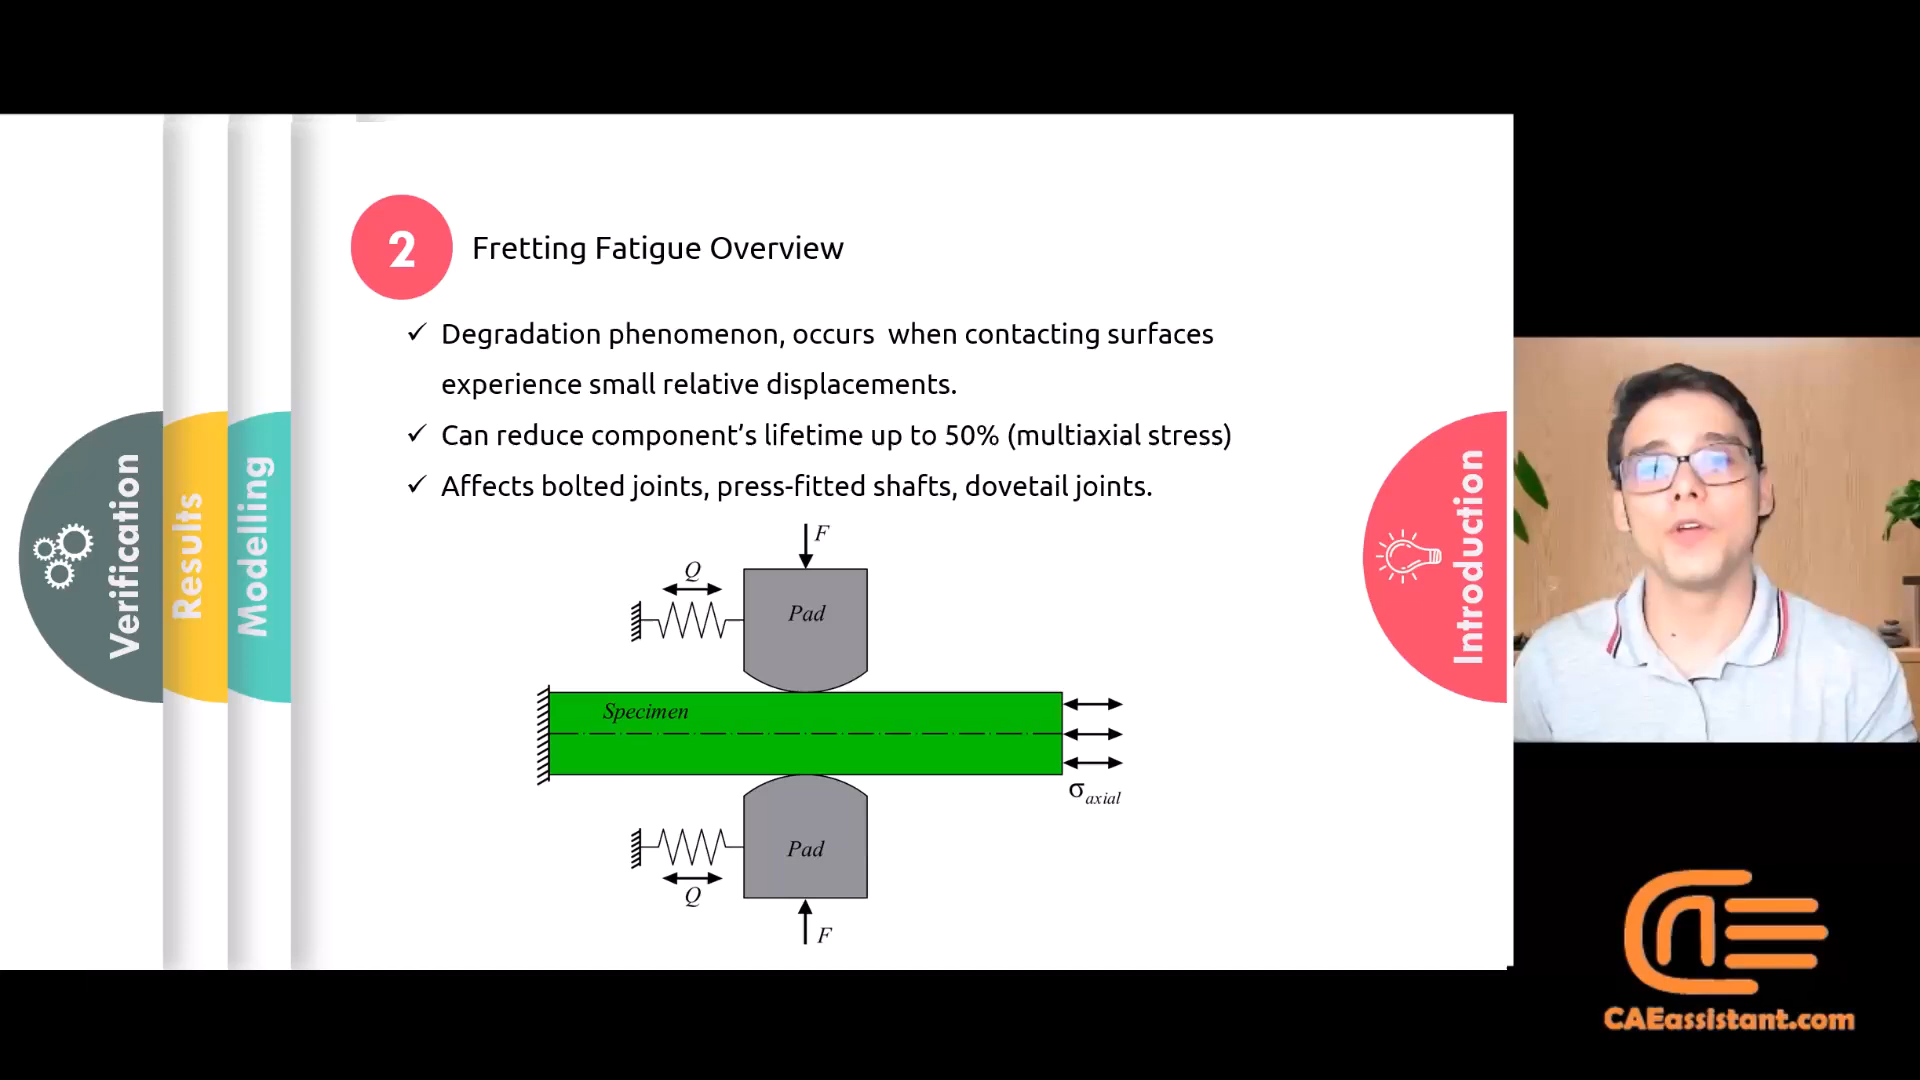 2
Fretting Fatigue Overview
✓ Degradation phenomenon, occurs when contacting surfaces
experience small relative displacements.
✓ Can reduce component's lifetime up to 50% (multiaxial stress)
✓ Affects bolted joints, press-fitted shafts, dovetail joints.
F
Q
Pad
Specimen
σaxial
Pad
Q
F
Verification
Results
Modelling
Introduction
CAEassistant.com